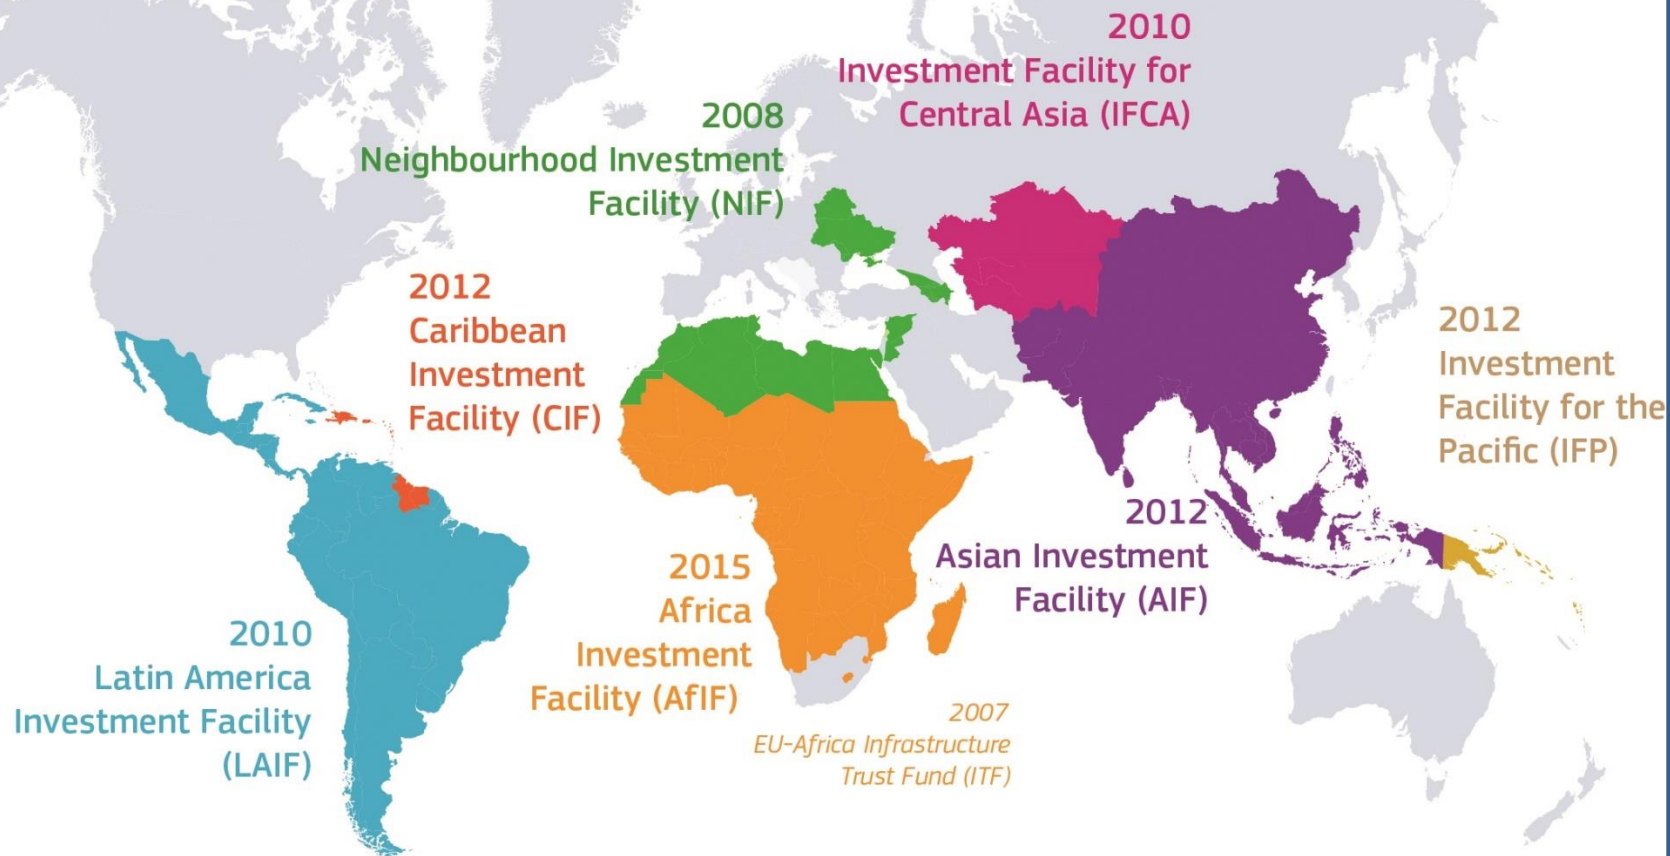 2010
Investment Facility for
Central Asia (IFCA)
2008
Neighbourhood Investment
Facility (NIF)
2012
Caribbean
Investment
Facility (CIF)
2012
Investment
Facility for the
Pacific (IFP)
2012
Asian Investment
Facility (AIF)
2015
Africa
Investment
Facility (AfIF)
2010
Latin America
Investment Facility
(LAIF)
2007
EU-Africa Infrastructure
Trust Fund (ITF)